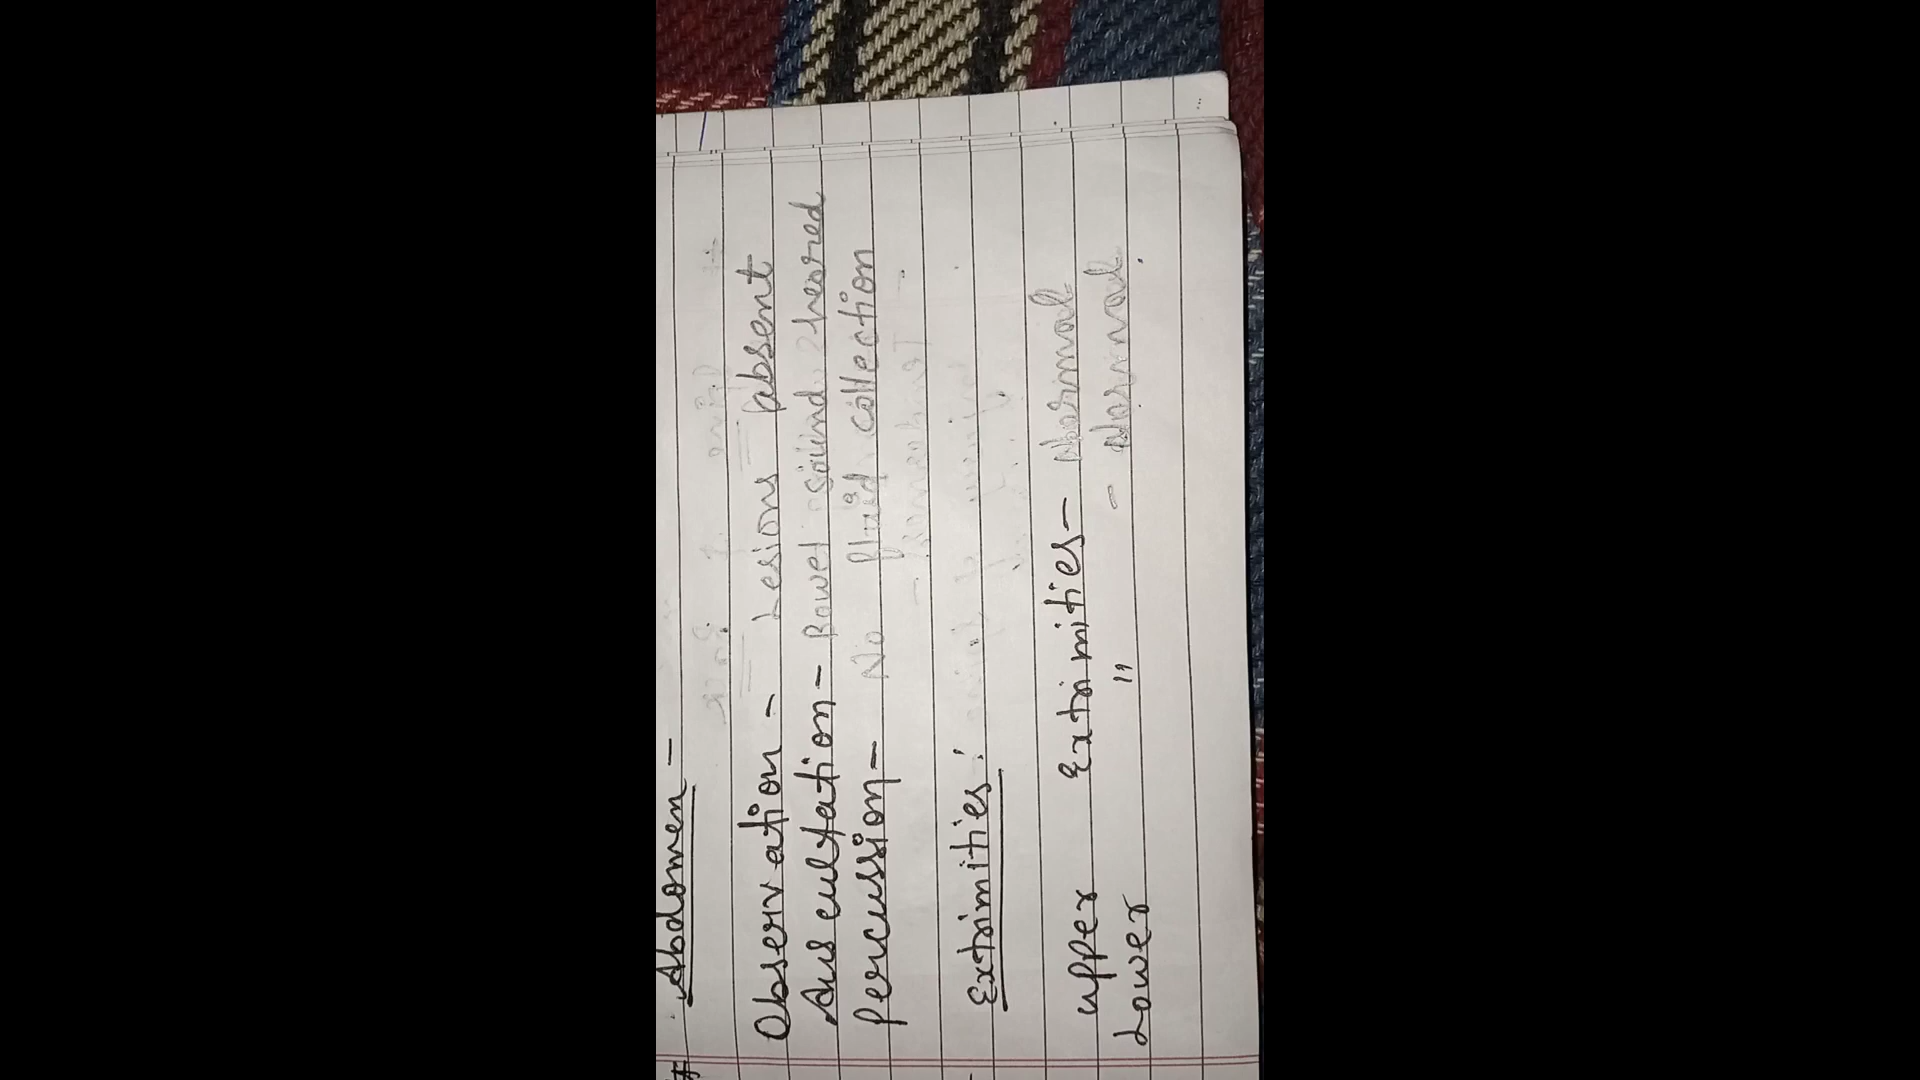 # Abdomen -
Observation - Lesions absent
Auscultation - Bowel sound heared
Percussion - No fluid collection
Extrimities:
Upper Extrimities - Normal
Lower " - Normal